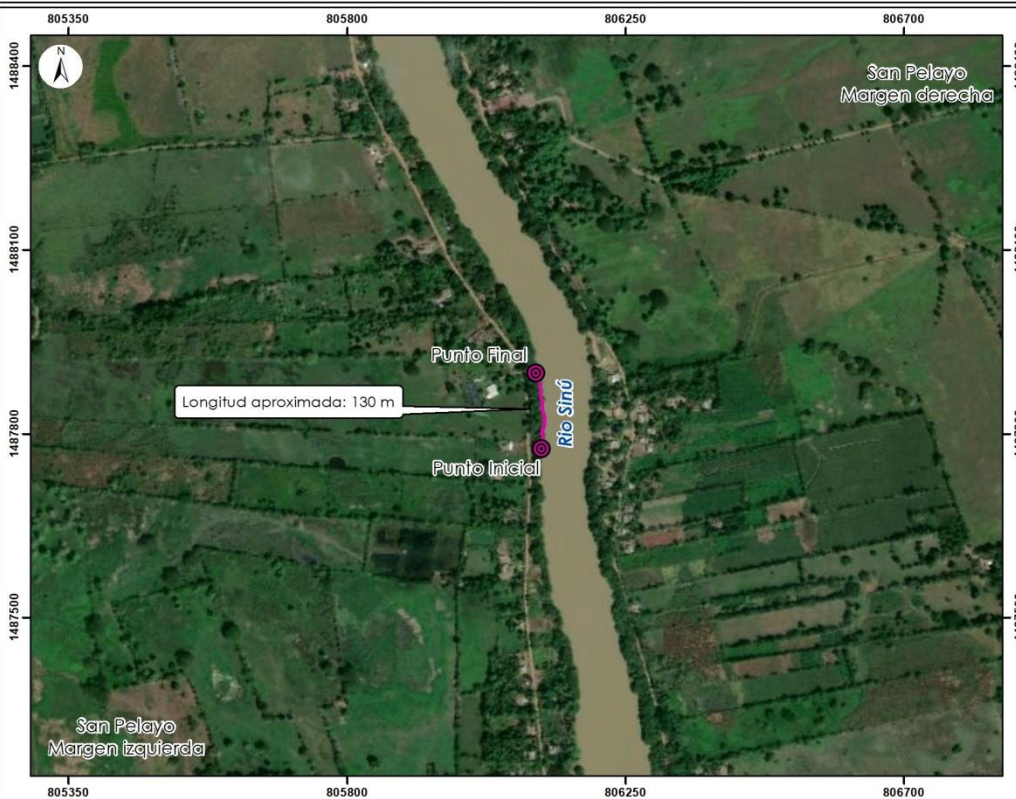 805350 805800 806250 806700
N
1488400
San Pelayo
Margen derecha
1488100
Punto Final
Longitud aproximada: 130 m
Rio Sinú
1487800
Punto Inicial
1487500
San Pelayo
Margen izquierda
805350 805800 806250 806700